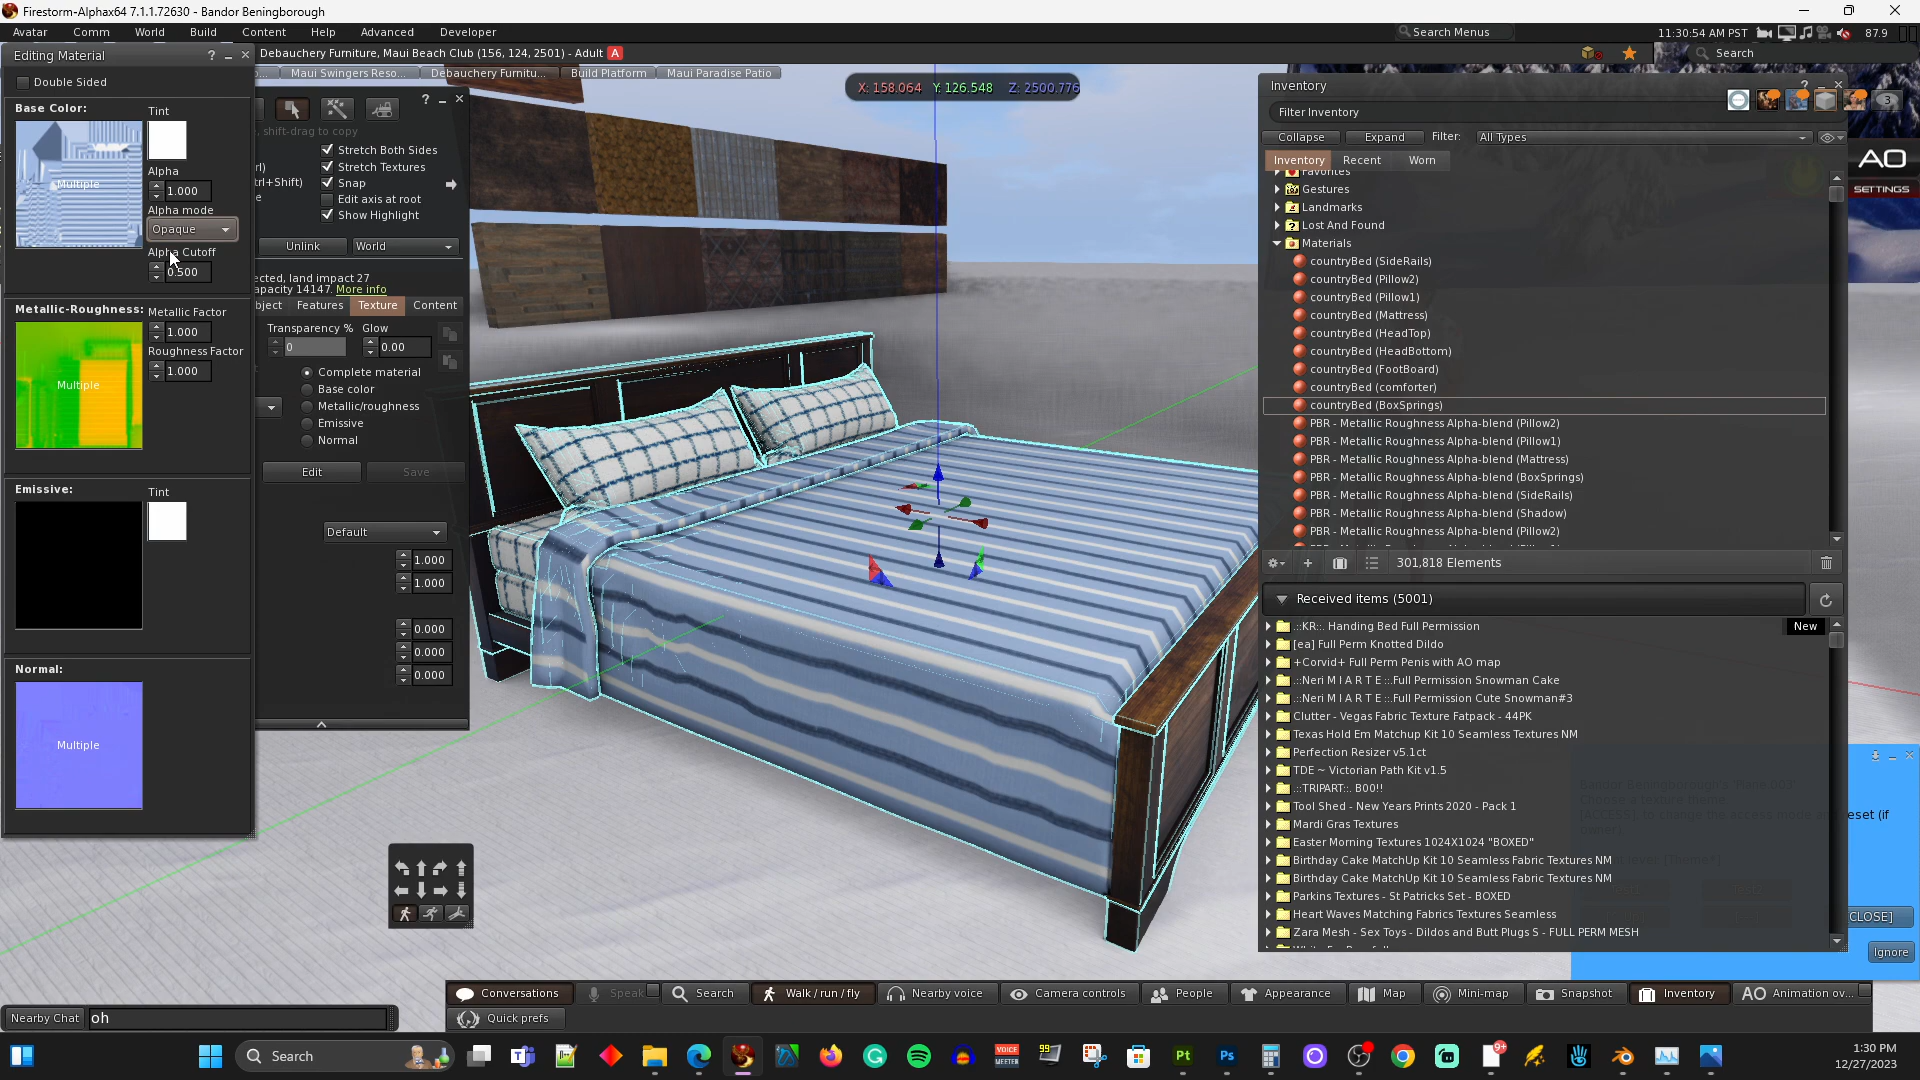 Firestorm-Alphax64 7.1.1.72630 - Bandor Beningborough
Avatar Comm World Build Content Help Advanced Developer
Search Menus
11:30:54 AM PST
87.9
Editing Material
Debauchery Furniture, Maui Beach Club (156, 124, 2501) - Adult A
Search
o... Maui Swingers Reso... Debauchery Furnitu... Build Platform Maui Paradise Patio
Double Sided
Base Color:
Tint
Multiple
Alpha
1.000
Alpha mode
Opaque
Alpha Cutoff
0.500
Metallic-Roughness:
Metallic Factor
1.000
Roughness Factor
1.000
Multiple
Emissive:
Tint
Normal:
Multiple
, shift-drag to copy
Stretch Both Sides
rl) Stretch Textures
trl+Shift) Snap
e Edit axis at root
Show Highlight
Unlink World
ected, land impact 27
apacity 14147. More info
bject Features Texture Content
Transparency % Glow
0 0.00
Complete material
Base color
Metallic/roughness
Emissive
Normal
Edit Save
Default
1.000
1.000
0.000
0.000
0.000
X: 158.064 Y: 126.548 Z: 2500.776
Inventory
Filter Inventory
3
Collapse Expand Filter: All Types
Inventory Recent Worn
Favorites
Gestures
Landmarks
Lost And Found
Materials
countryBed (SideRails)
countryBed (Pillow2)
countryBed (Pillow1)
countryBed (Mattress)
countryBed (HeadTop)
countryBed (HeadBottom)
countryBed (FootBoard)
countryBed (comforter)
countryBed (BoxSprings)
PBR - Metallic Roughness Alpha-blend (Pillow2)
PBR - Metallic Roughness Alpha-blend (Pillow1)
PBR - Metallic Roughness Alpha-blend (Mattress)
PBR - Metallic Roughness Alpha-blend (BoxSprings)
PBR - Metallic Roughness Alpha-blend (SideRails)
PBR - Metallic Roughness Alpha-blend (Shadow)
PBR - Metallic Roughness Alpha-blend (Pillow2)
301,818 Elements
Received items (5001)
.::KR::. Handing Bed Full Permission
New
[ea] Full Perm Knotted Dildo
+Corvid+ Full Perm Penis with AO map
.::Neri M I A R T E ::.Full Permission Snowman Cake
.::Neri M I A R T E ::.Full Permission Cute Snowman#3
Clutter - Vegas Fabric Texture Fatpack - 44PK
Texas Hold Em Matchup Kit 10 Seamless Textures NM
Perfection Resizer v5.1ct
TDE ~ Victorian Path Kit v1.5
.::TRIPART::. B00!!
Tool Shed - New Years Prints 2020 - Pack 1
Mardi Gras Textures
Easter Morning Textures 1024X1024 "BOXED"
Birthday Cake MatchUp Kit 10 Seamless Fabric Textures NM
Birthday Cake MatchUp Kit 10 Seamless Fabric Textures NM
Parkins Textures - St Patricks Set - BOXED
Heart Waves Matching Fabrics Textures Seamless
Zara Mesh - Sex Toys - Dildos and Butt Plugs S - FULL PERM MESH
AO
SETTINGS
eset (if
CLOSE]
Ignore
Conversations Speak Search Walk / run / fly Nearby voice Camera controls People Appearance Map Mini-map Snapshot Inventory AO Animation ov...
Quick prefs
Nearby Chat oh
Search
VOICE
MEETER
99
Pt
Ps
9+
1:30 PM
12/27/2023